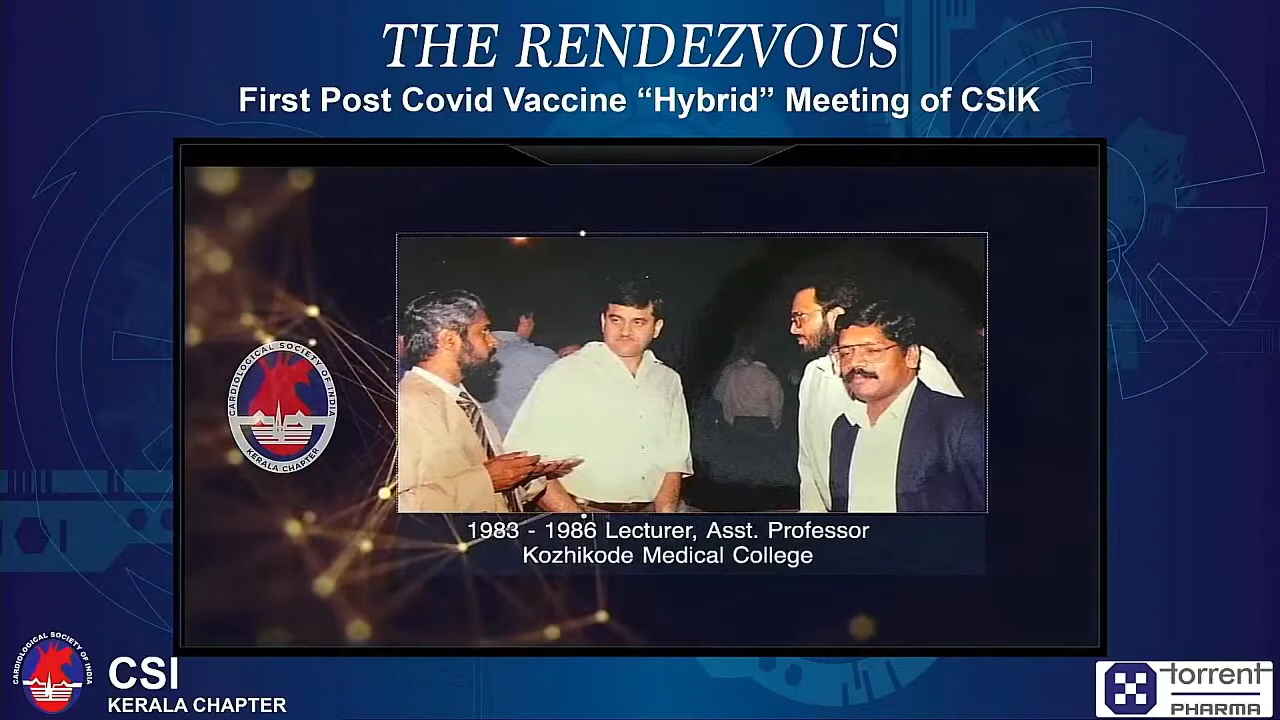 THE RENDEZVOUS
First Post Covid Vaccine “Hybrid” Meeting of CSIK
CARDIOLOGICAL SOCIETY OF INDIA
KERALA CHAPTER
1983 - 1986 Lecturer, Asst. Professor
Kozhikode Medical College
CARDIOLOGICAL SOCIETY OF INDIA
CSI
KERALA CHAPTER
torrent
PHARMA